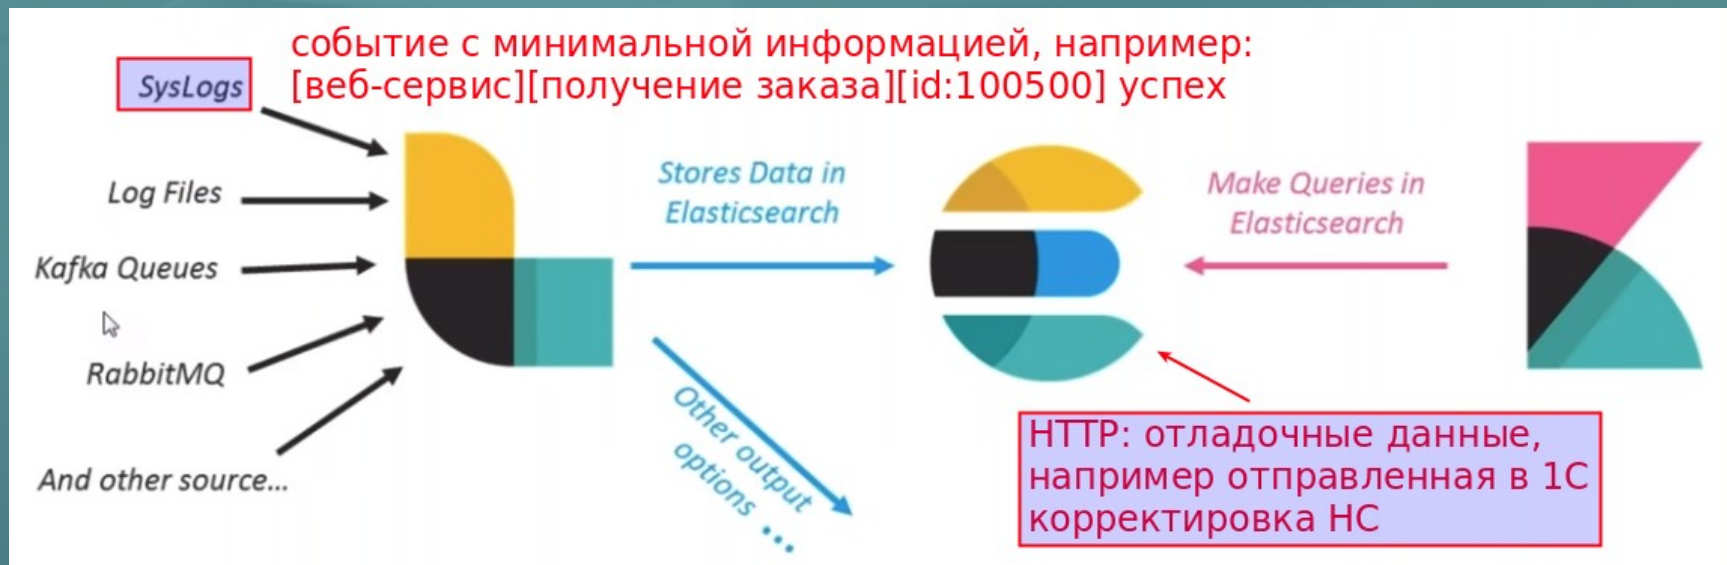 событие с минимальной информацией, например:
[веб-сервис][получение заказа][id:100500] успех
SysLogs
Log Files
Kafka Queues
RabbitMQ
And other source...
Stores Data in
Elasticsearch
Other output
options ...
Make Queries in
Elasticsearch
HTTP: отладочные данные,
например отправленная в 1С
корректировка НС